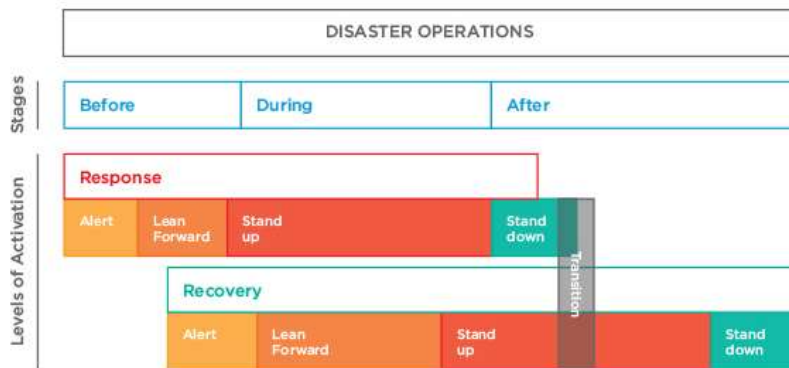 DISASTER OPERATIONS
Stages
Before
During
After
Levels of Activation
Response
Alert
Lean
Forward
Stand
up
Stand
down
Transition
Recovery
Alert
Lean
Forward
Stand
up
Stand
down